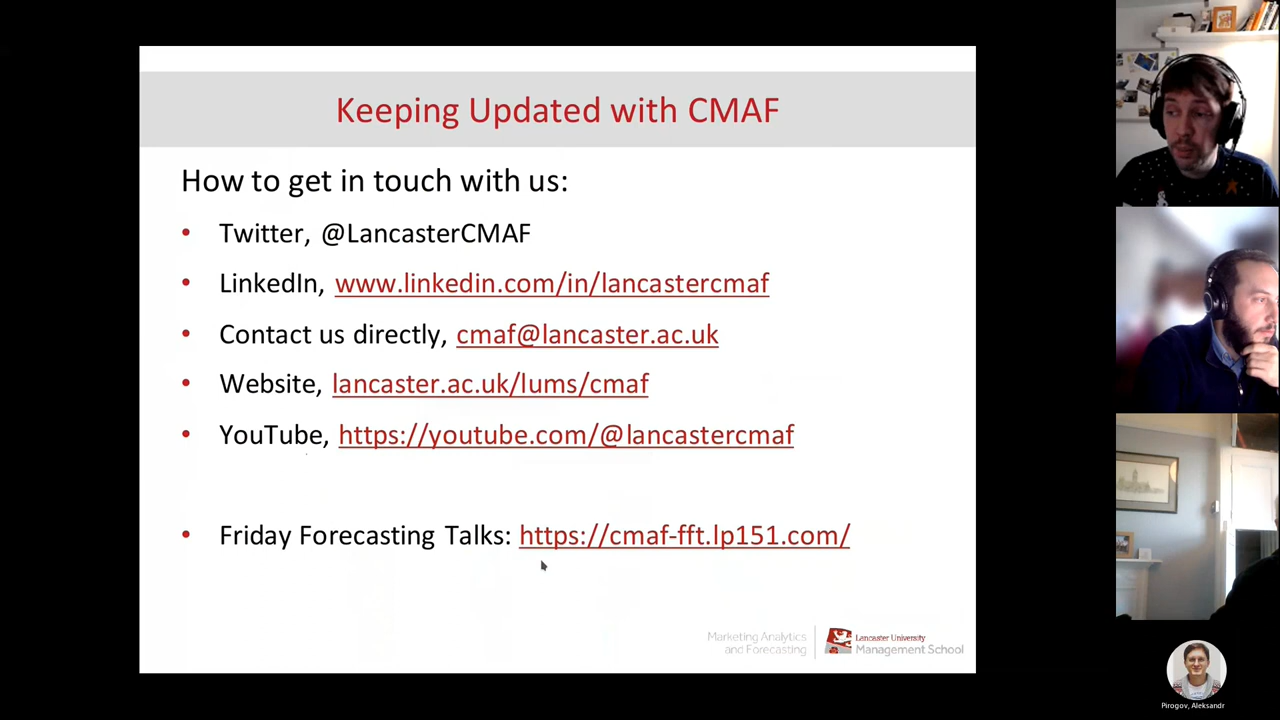 Keeping Updated with CMAF
How to get in touch with us:
• Twitter, @LancasterCMAF
• LinkedIn, www.linkedin.com/in/lancastercmaf
• Contact us directly, cmaf@lancaster.ac.uk
• Website, lancaster.ac.uk/lums/cmaf
• YouTube, https://youtube.com/@lancastercmaf
• Friday Forecasting Talks: https://cmaf-fft.lp151.com/
Marketing Analytics
and Forecasting
Lancaster University
Management School
Pirogov, Aleksandr